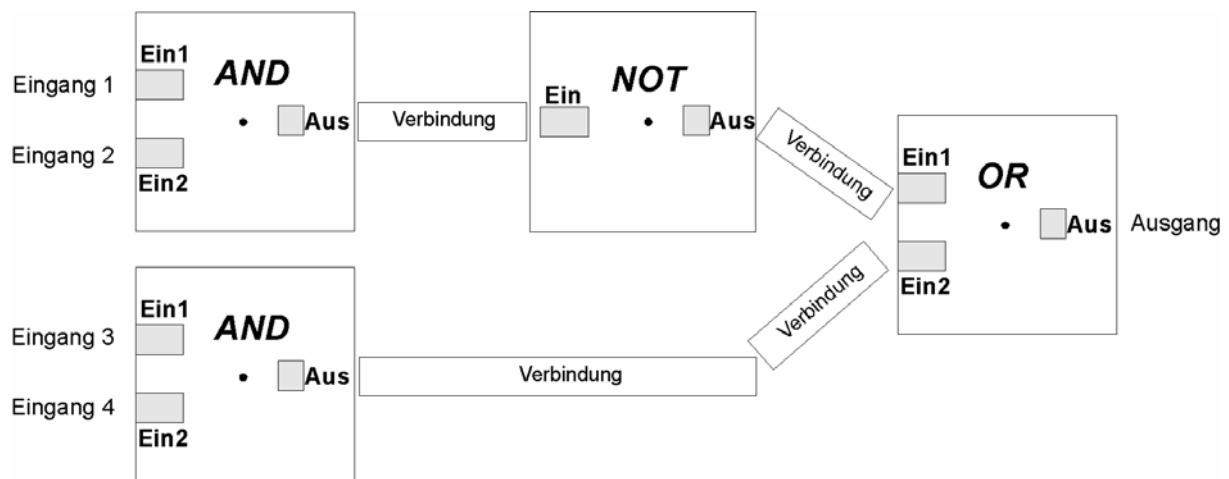 Ein1
AND
Eingang 1
Aus
Eingang 2
Ein2
Verbindung
NOT
Ein
Aus
Verbindung
Ein1
AND
Eingang 3
Aus
Eingang 4
Ein2
Verbindung
Verbindung
Ein1
OR
Aus
Ausgang
Ein2